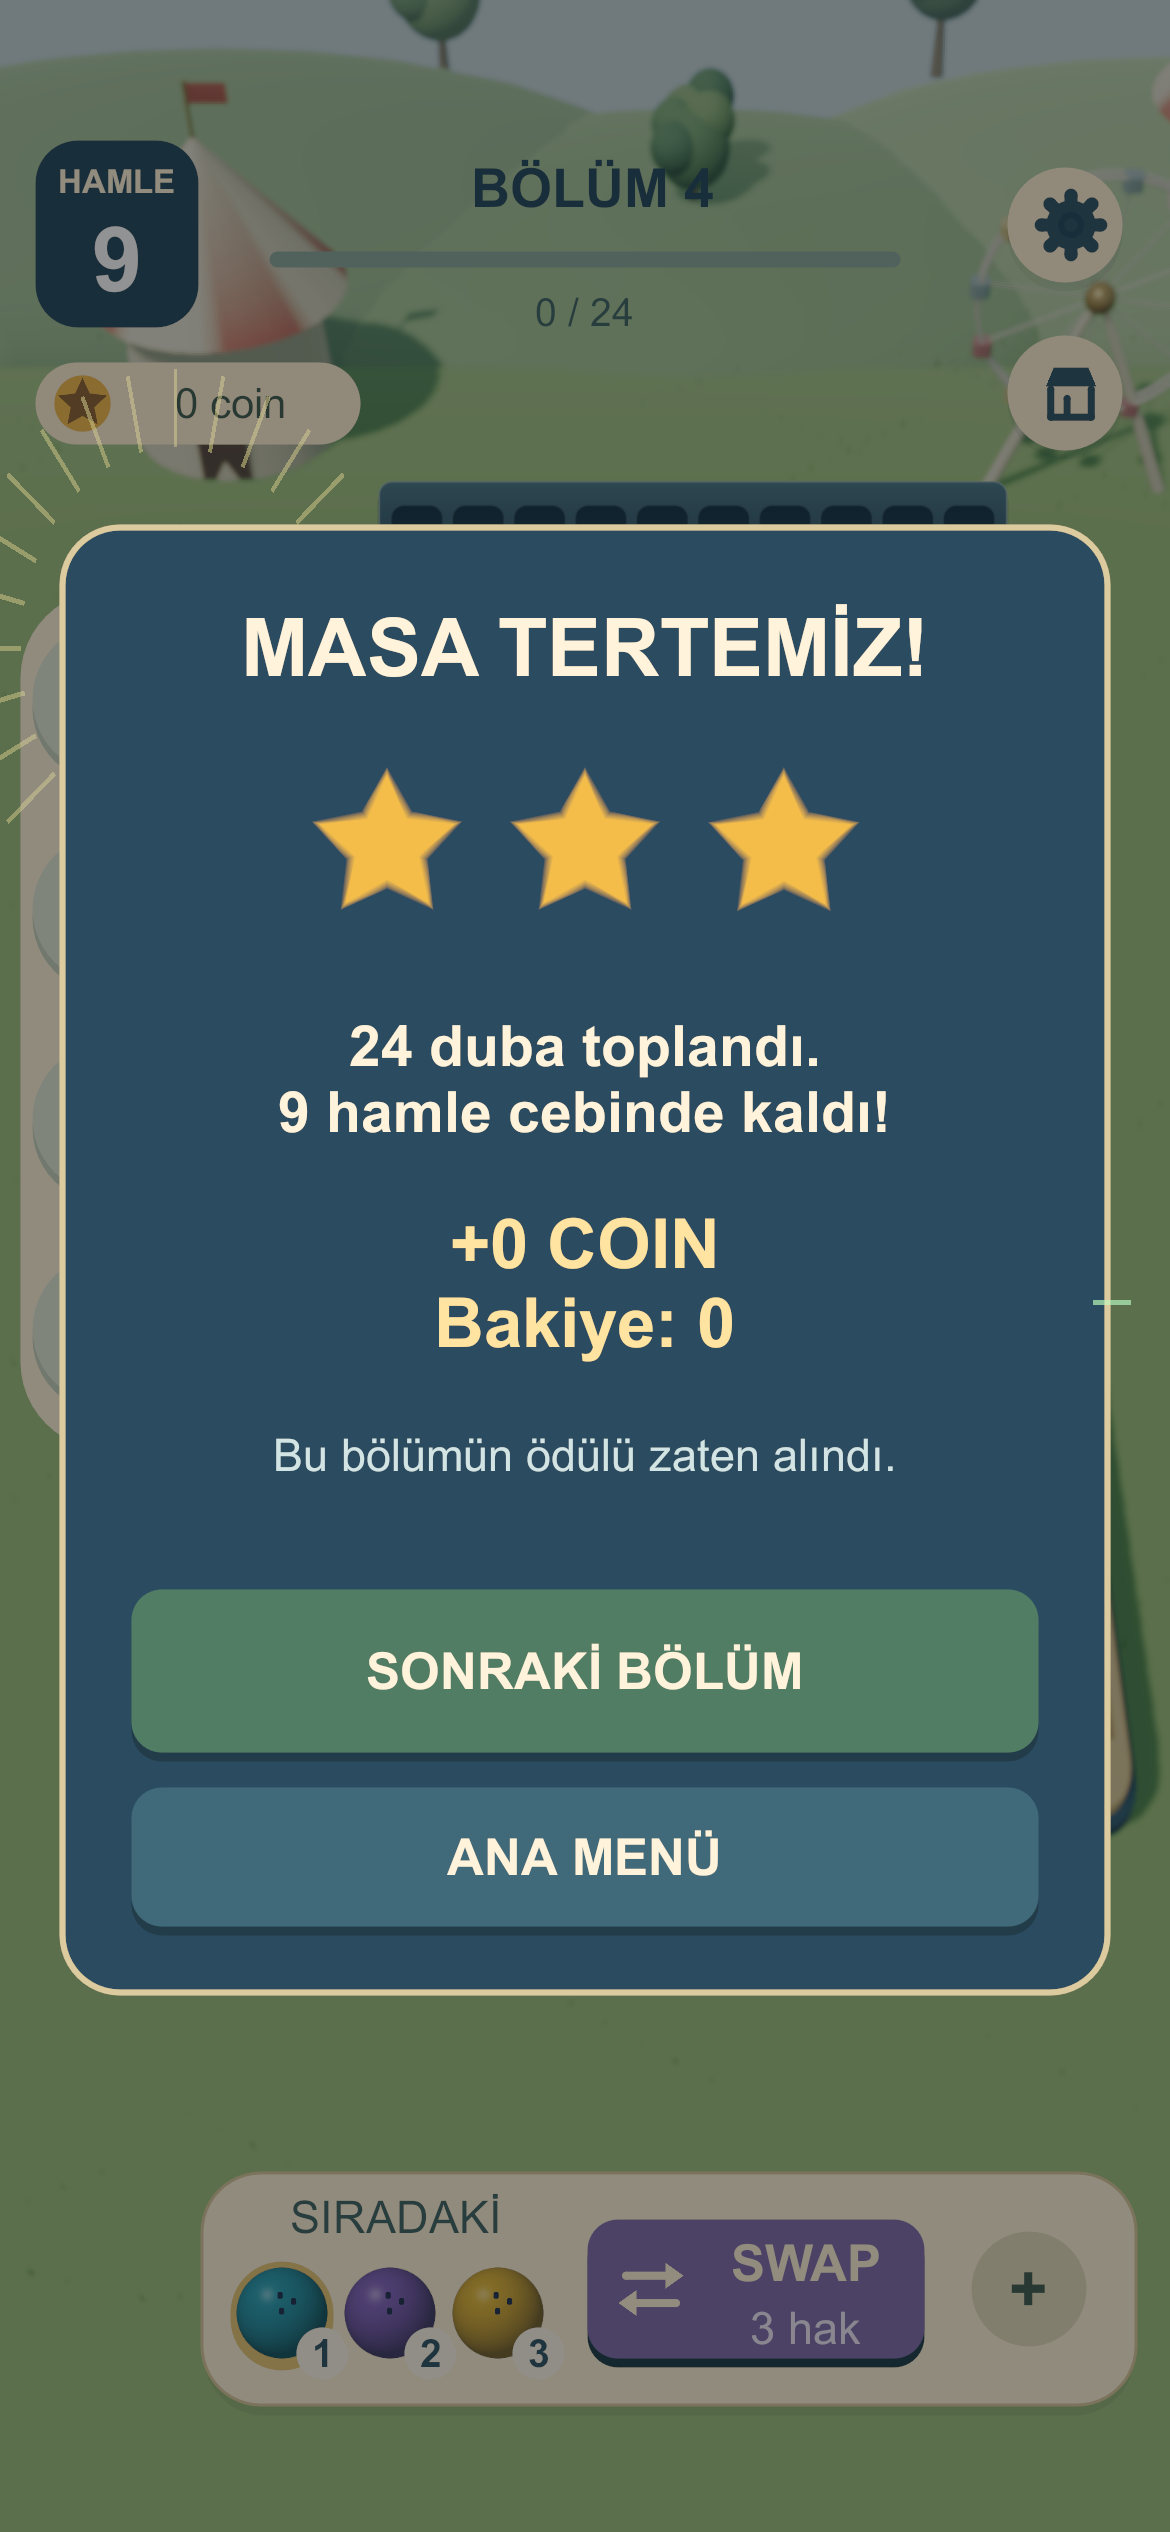 HAMLE
9
BÖLÜM 4
0 / 24
0 coin
MASA TERTEMİZ!
24 duba toplandı.
9 hamle cebinde kaldı!
+0 COIN
Bakiye: 0
Bu bölümün ödülü zaten alındı.
SONRAKİ BÖLÜM
ANA MENÜ
SIRADAKİ
1
2
3
SWAP
3 hak
+